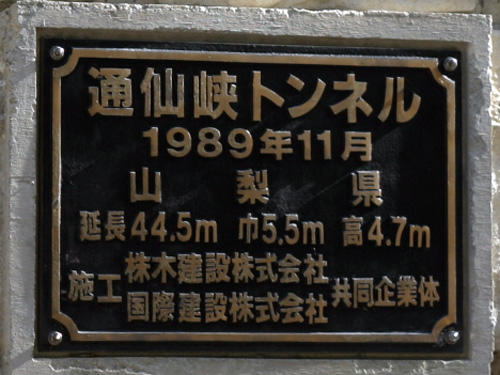 通仙峡トンネル
1989年11月
山梨県
延長44.5m 巾5.5m 高4.7m
施工 株木建設株式会社 国際建設株式会社 共同企業体